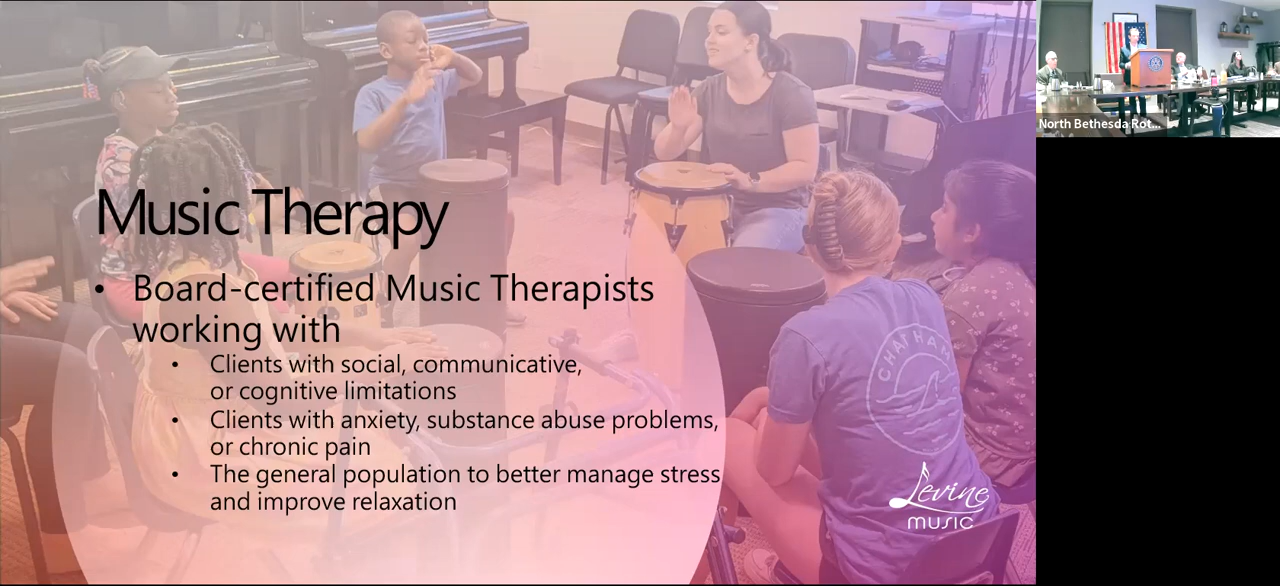 Music Therapy
• Board-certified Music Therapists
working with
• Clients with social, communicative,
or cognitive limitations
• Clients with anxiety, substance abuse problems,
or chronic pain
• The general population to better manage stress
and improve relaxation
CHATHAM
Levine
MUSIC
North Bethesda Rot...